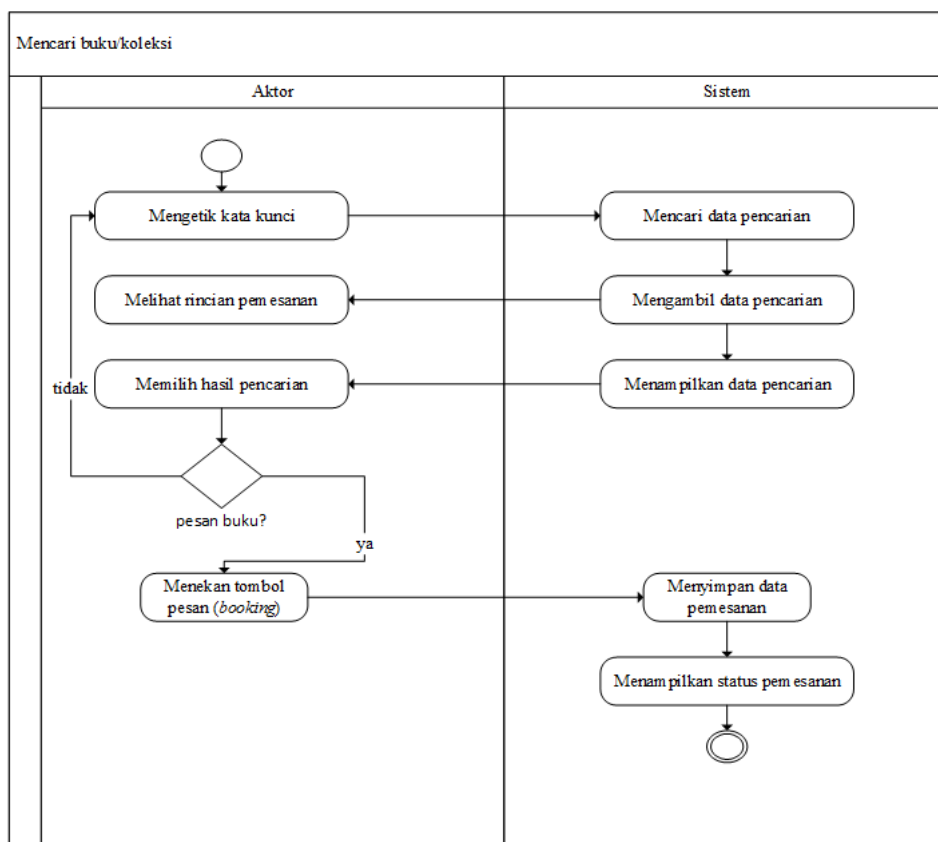 Mencari buku/koleksi
Aktor
Sistem
Mengetik kata kunci
Mencari data pencarian
Melihat rincian pemesanan
Mengambil data pencarian
tidak
Memilih hasil pencarian
Menampilkan data pencarian
pesan buku?
ya
Menekan tombol
pesan (booking)
Menyimpan data
pemesanan
Menampilkan status pemesanan